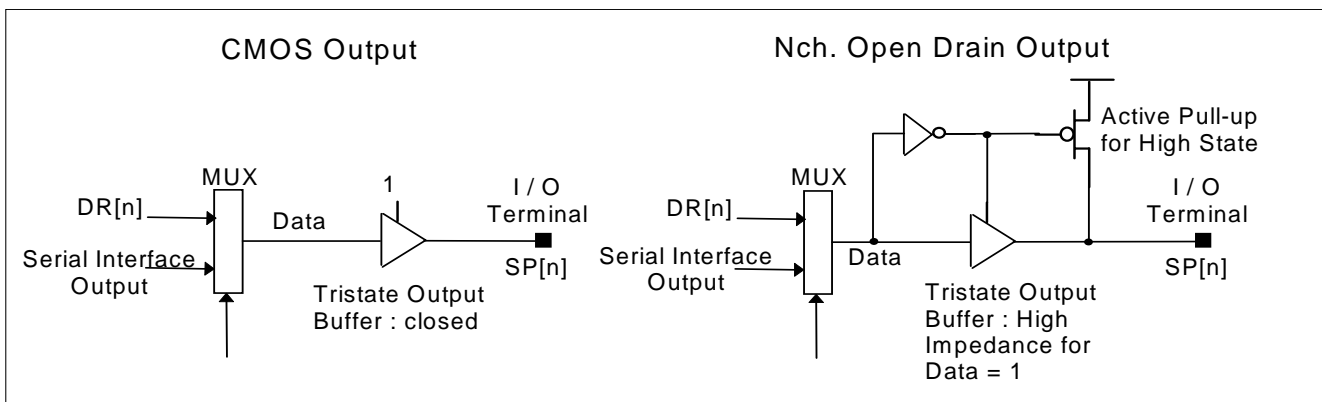 CMOS Output
MUX
DR[n]
Serial Interface
Output
Data
1
Tristate Output
Buffer : closed
I / O
Terminal
SP[n]
Nch. Open Drain Output
Active Pull-up
for High State
MUX
DR[n]
Serial Interface
Output
Data
Tristate Output
Buffer : High
Impedance for
Data = 1
I / O
Terminal
SP[n]